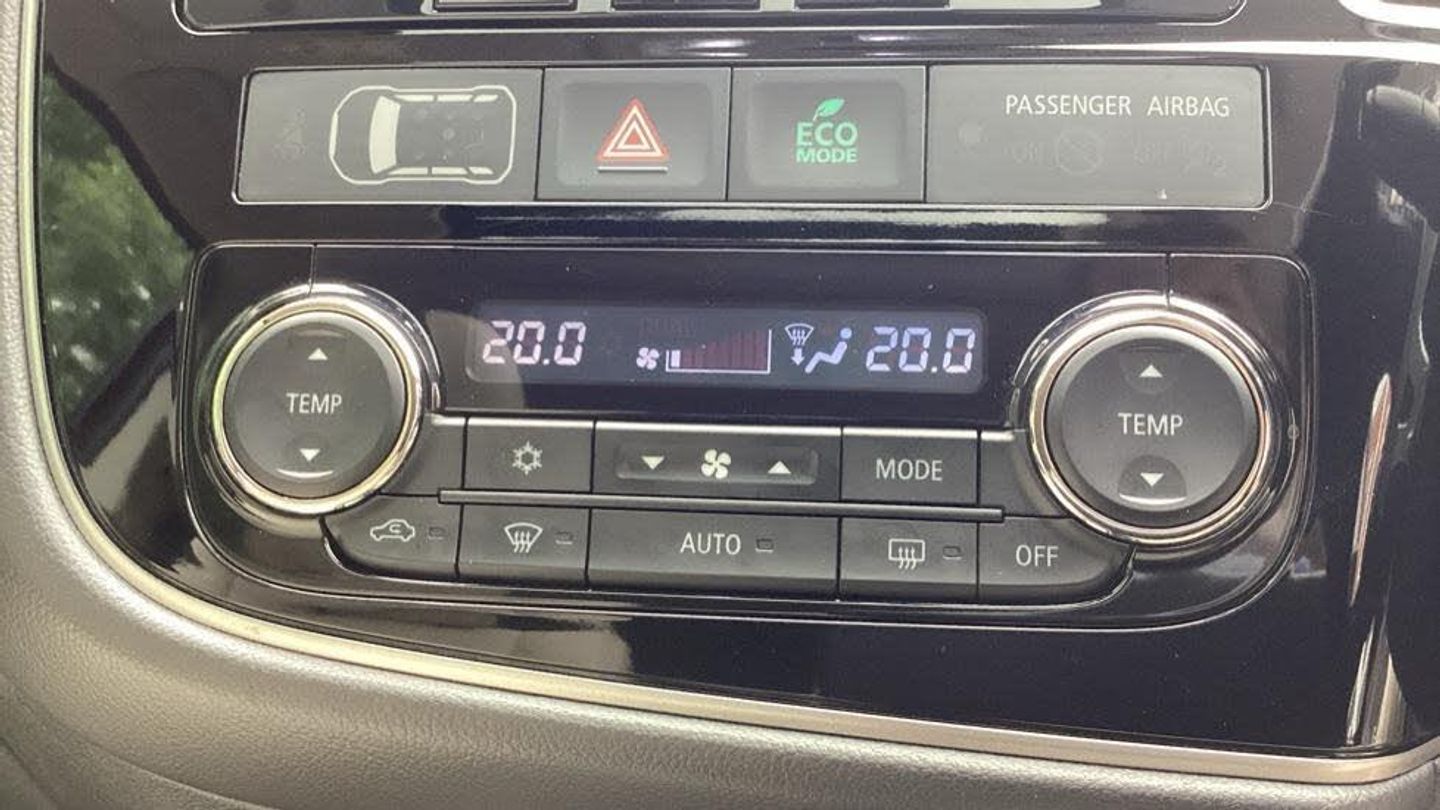 ECO
MODE
PASSENGER AIRBAG
20.0
20.0
TEMP
TEMP
MODE
AUTO
OFF